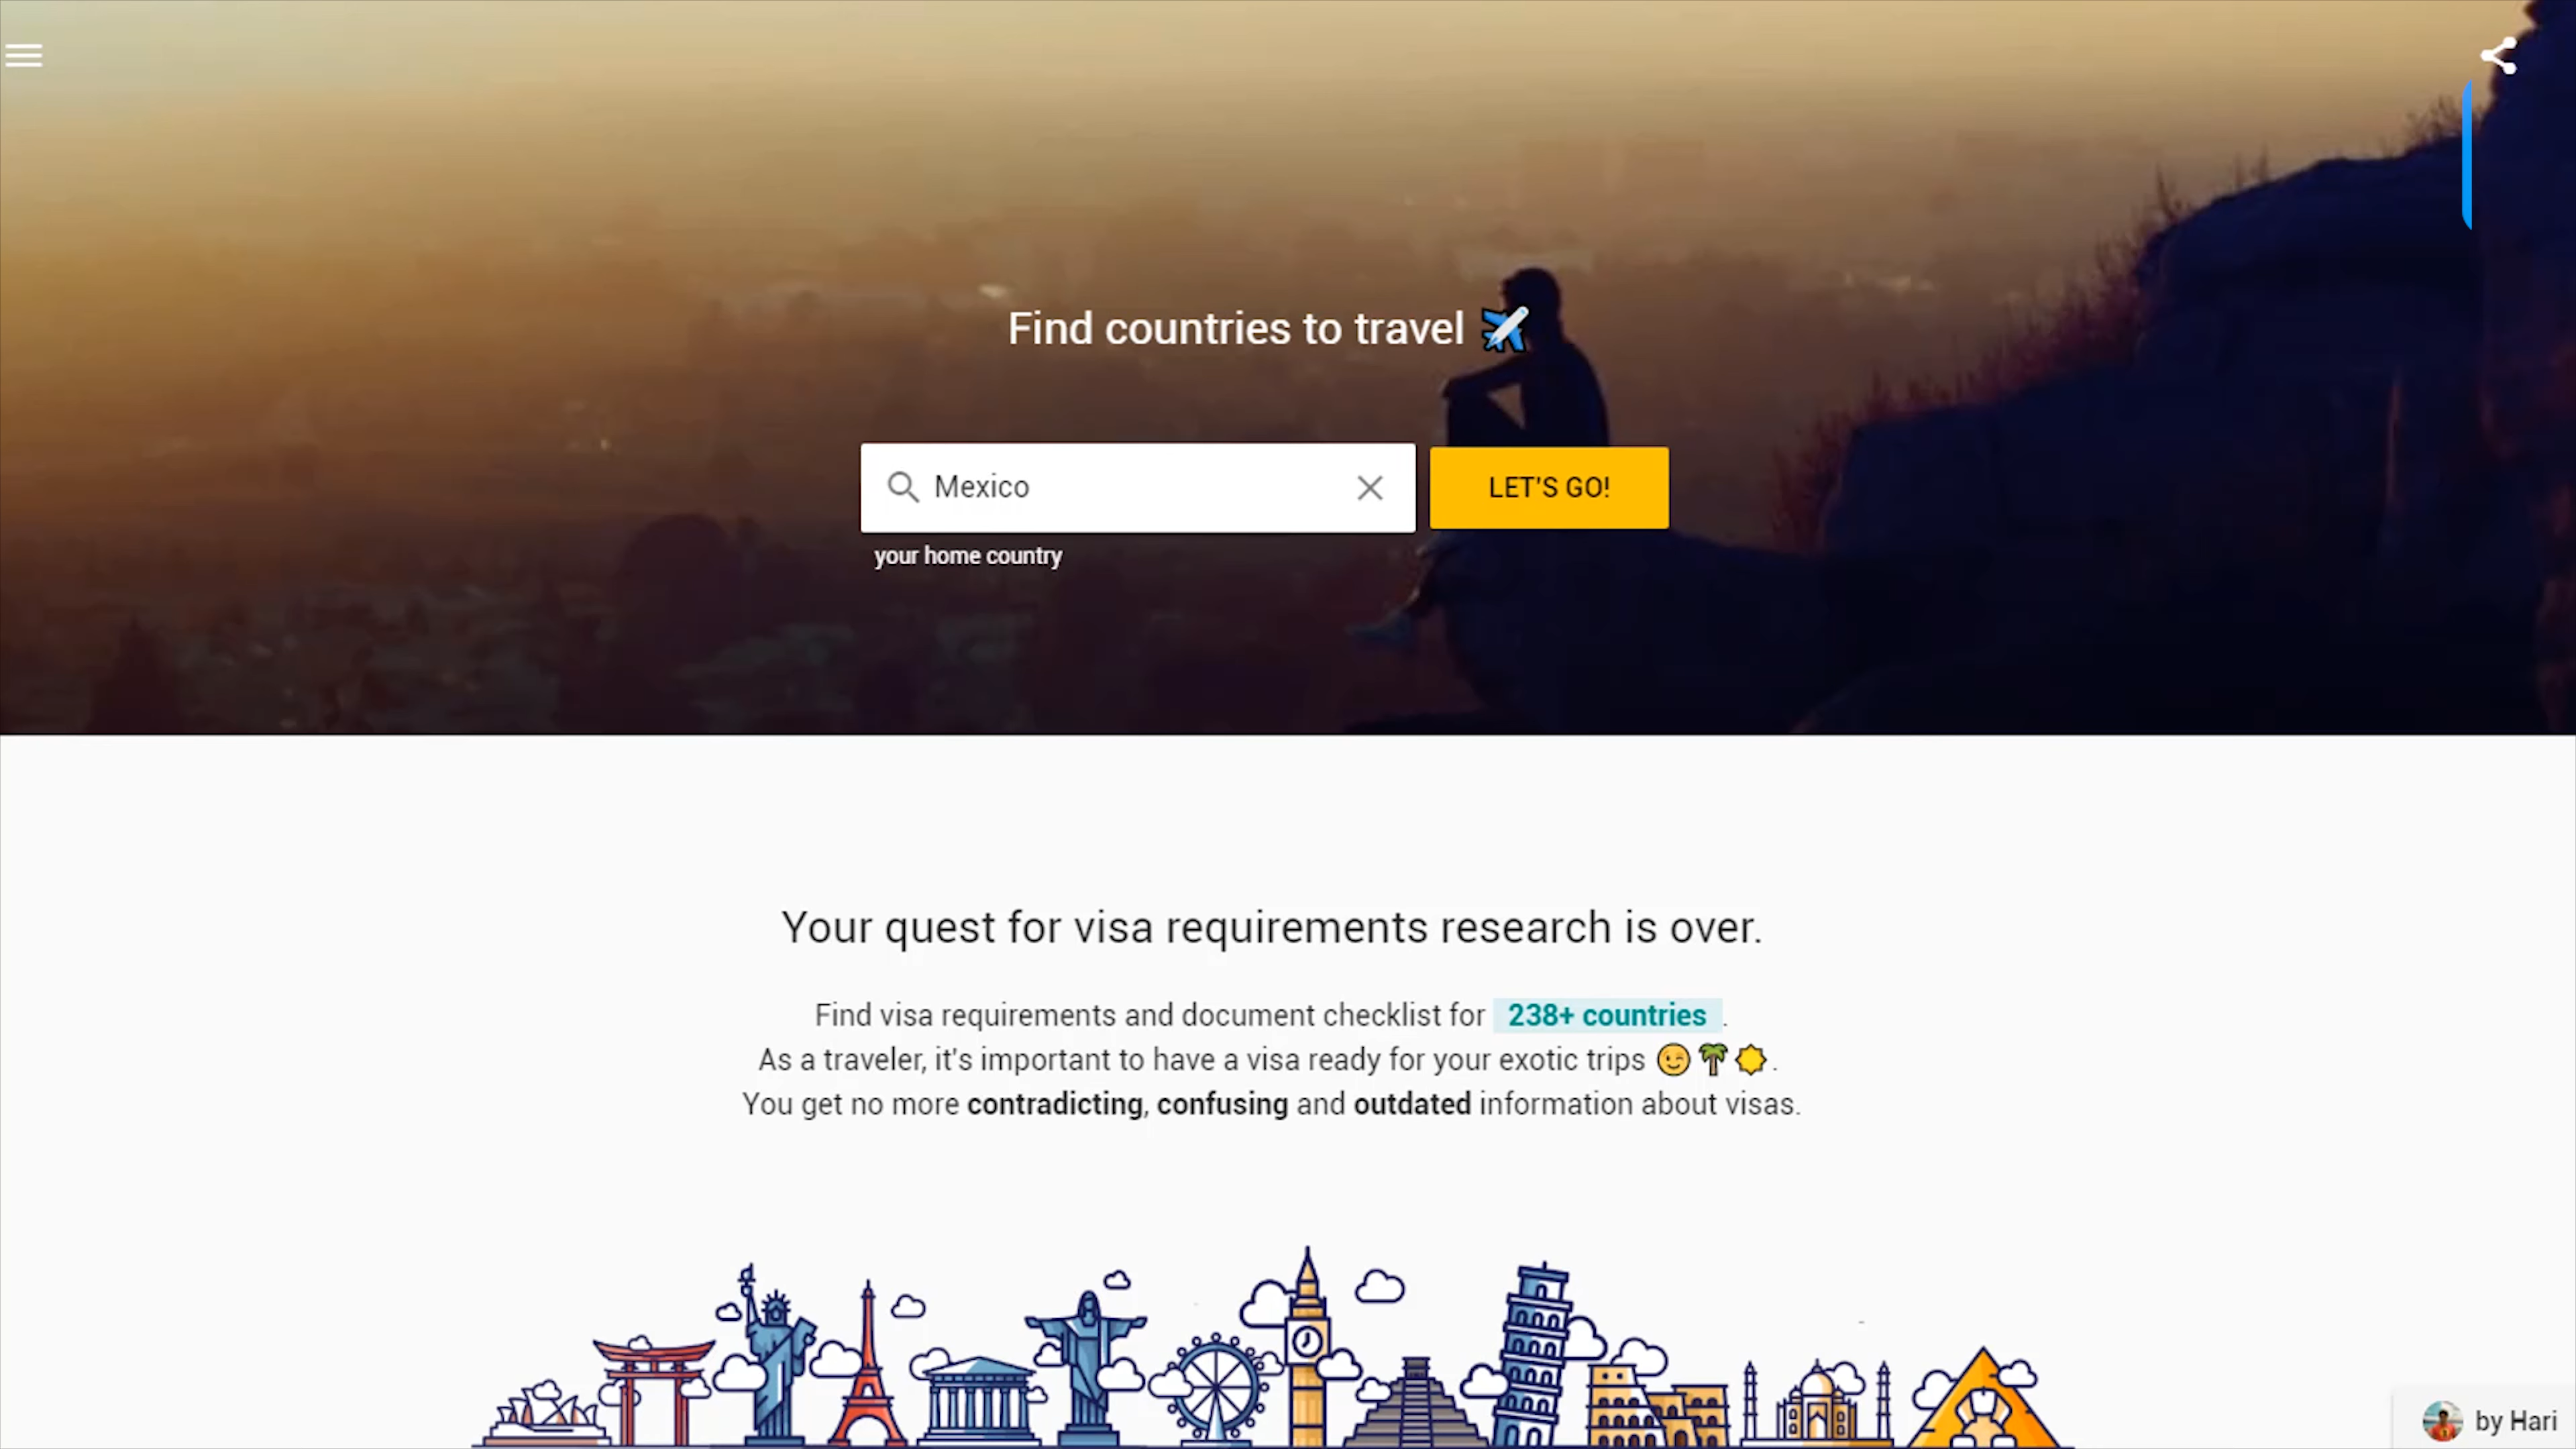 Find countries to travel ✈️
Mexico
LET'S GO!
your home country
Your quest for visa requirements research is over.
Find visa requirements and document checklist for 238+ countries .
As a traveler, it's important to have a visa ready for your exotic trips 😉🌴☀️.
You get no more contradicting, confusing and outdated information about visas.
by Hari